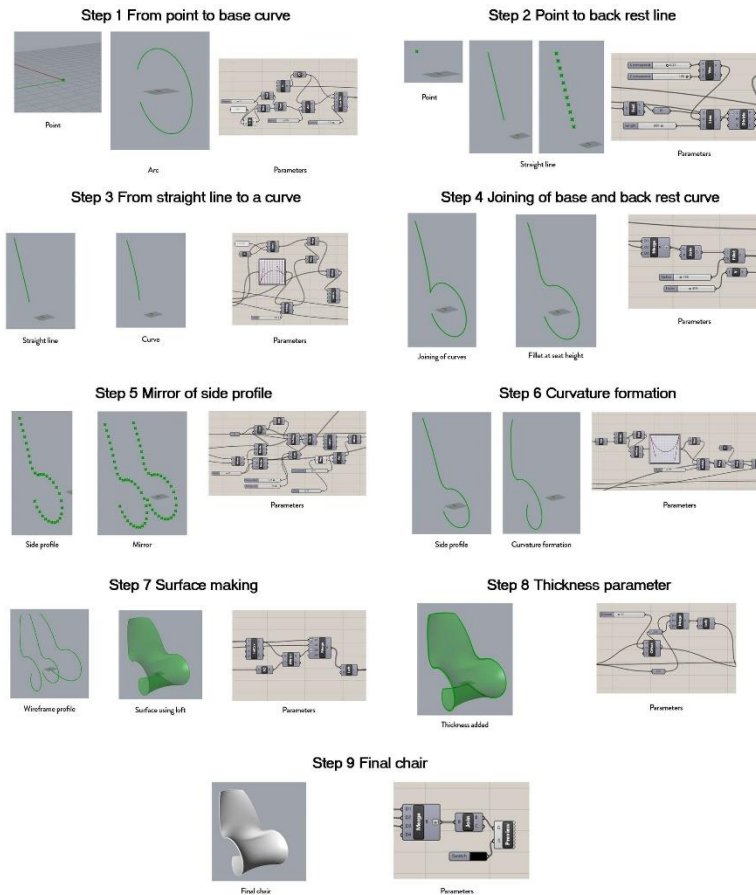 Step 1 From point to base curve
Point
Arc
Parameters
Step 2 Point to back rest line
Point
Straight line
Parameters
Step 3 From straight line to a curve
Straight line
Curve
Parameters
Step 4 Joining of base and back rest curve
Merge
Join
Fillet
Joining of curves
Fillet at seat height
Parameters
Step 5 Mirror of side profile
Side profile
Mirror
Parameters
Step 6 Curvature formation
Side profile
Curvature formation
Parameters
Step 7 Surface making
Wireframe profile
Surface using loft
Parameters
Step 8 Thickness parameter
Thickness added
Parameters
Step 9 Final chair
Merge
Join
Preview
Swatch
Final chair
Parameters